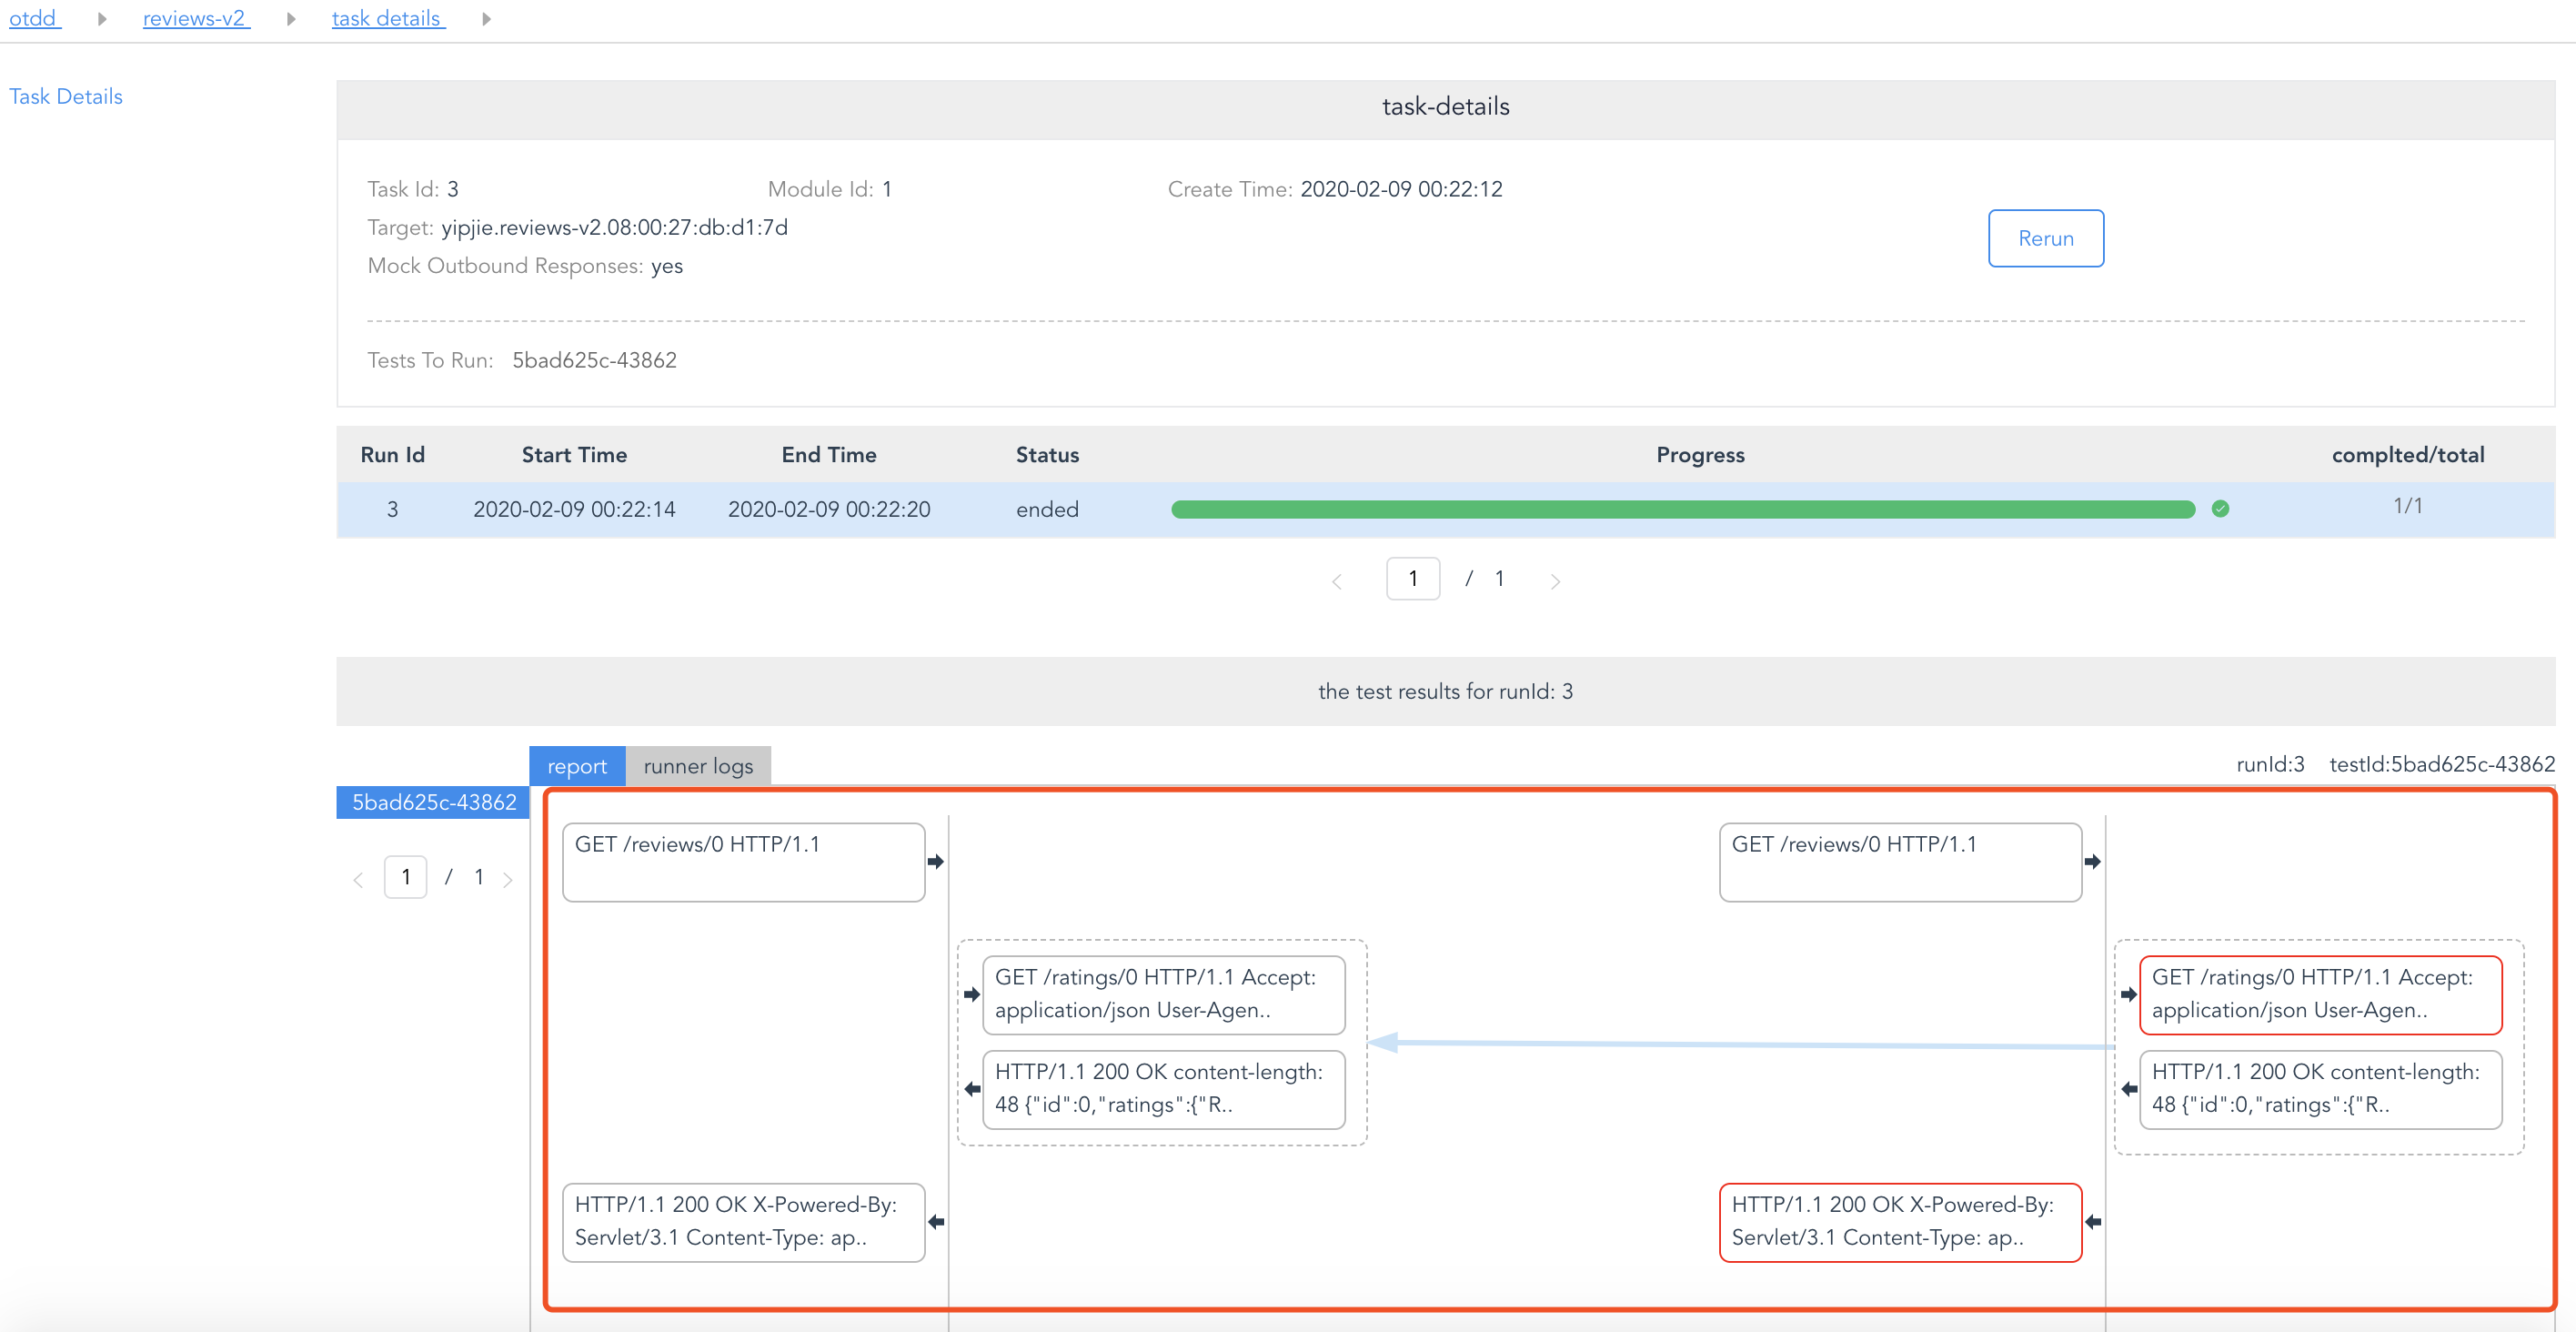 otdd reviews-v2 task details
Task Details
task-details
Task Id: 3 Module Id: 1 Create Time: 2020-02-09 00:22:12
Target: yipjie.reviews-v2.08:00:27:db:d1:7d
Rerun
Mock Outbound Responses: yes
Tests To Run: 5bad625c-43862
Run Id Start Time End Time Status Progress complted/total
3 2020-02-09 00:22:14 2020-02-09 00:22:20 ended 1/1
1 / 1
the test results for runId: 3
report runner logs runId:3 testId:5bad625c-43862
5bad625c-43862
1 / 1
GET /reviews/0 HTTP/1.1
GET /ratings/0 HTTP/1.1 Accept:
application/json User-Agen..
HTTP/1.1 200 OK content-length:
48 {"id":0,"ratings":{"R..
HTTP/1.1 200 OK X-Powered-By:
Servlet/3.1 Content-Type: ap..
GET /reviews/0 HTTP/1.1
GET /ratings/0 HTTP/1.1 Accept:
application/json User-Agen..
HTTP/1.1 200 OK content-length:
48 {"id":0,"ratings":{"R..
HTTP/1.1 200 OK X-Powered-By:
Servlet/3.1 Content-Type: ap..